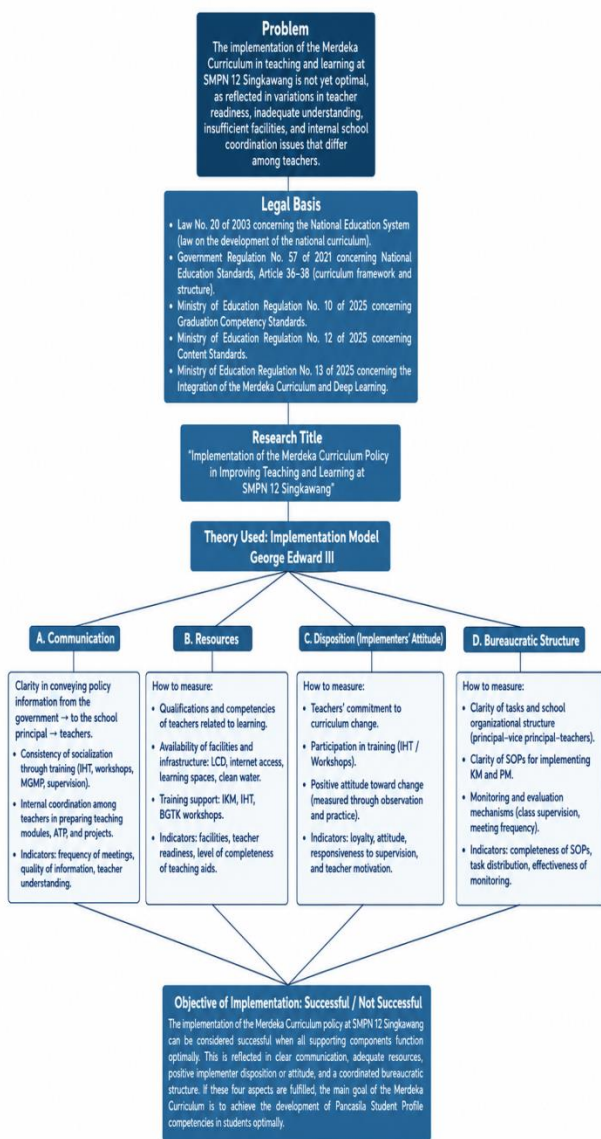 Problem
The implementation of the Merdeka
Curriculum in teaching and learning at
SMPN 12 Singkawang is not yet optimal,
as reflected in variations in teacher
readiness, inadequate understanding,
insufficient facilities, and internal school
coordination issues that differ
among teachers.
Legal Basis
• Law No. 20 of 2003 concerning the National Education System
(law on the development of the national curriculum).
• Government Regulation No. 57 of 2021 concerning National
Education Standards, Article 36–38 (curriculum framework and
structure).
• Ministry of Education Regulation No. 10 of 2025 concerning
Graduation Competency Standards.
• Ministry of Education Regulation No. 12 of 2025 concerning
Content Standards.
• Ministry of Education Regulation No. 13 of 2025 concerning the
Integration of the Merdeka Curriculum and Deep Learning.
Research Title
"Implementation of the Merdeka Curriculum Policy
in Improving Teaching and Learning at
SMPN 12 Singkawang"
Theory Used: Implementation Model
George Edward III
A. Communication
Clarity in conveying policy
information from the
government → to the school
principal → teachers.
• Consistency of socialization
through training (IHT, workshops,
MGMP, supervision).
• Internal coordination among
teachers in preparing teaching
modules, ATP, and projects.
• Indicators: frequency of meetings,
quality of information, teacher
understanding.
B. Resources
How to measure:
• Qualifications and competencies
of teachers related to learning.
• Availability of facilities and
infrastructure: LCD, internet access,
learning spaces, clean water.
• Training support: IKM, IHT,
BGTK workshops.
• Indicators: facilities, teacher
readiness, level of completeness
of teaching aids.
C. Disposition (Implementers' Attitude)
How to measure:
• Teachers' commitment to
curriculum change.
• Participation in training (IHT /
Workshops).
• Positive attitude toward change
(measured through observation
and practice).
• Indicators: loyalty, attitude,
responsiveness to supervision,
and teacher motivation.
D. Bureaucratic Structure
How to measure:
• Clarity of tasks and school
organizational structure
(principal–vice principal–teachers).
• Clarity of SOPs for implementing
KM and PM.
• Monitoring and evaluation
mechanisms (class supervision,
meeting frequency).
• Indicators: completeness of SOPs,
task distribution, effectiveness of
monitoring.
Objective of Implementation: Successful / Not Successful
The implementation of the Merdeka Curriculum policy at SMPN 12 Singkawang
can be considered successful when all supporting components function
optimally. This is reflected in clear communication, adequate resources,
positive implementer disposition or attitude, and a coordinated bureaucratic
structure. If these four aspects are fulfilled, the main goal of the Merdeka
Curriculum is to achieve the development of Pancasila Student Profile
competencies in students optimally.